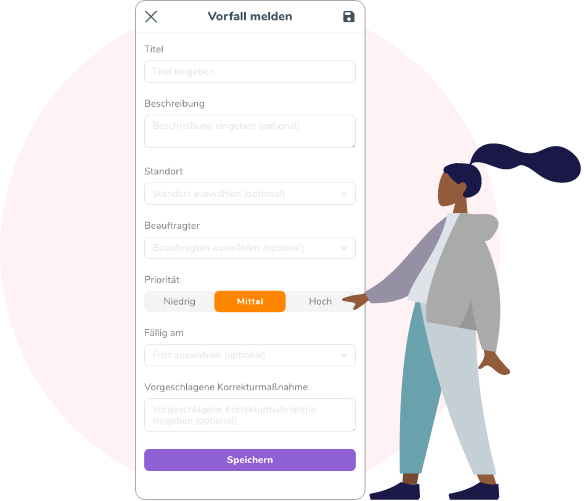 Vorfall melden
Titel
Titel eingeben
Beschreibung
Beschreibung eingeben (optional)
Standort
Standort auswählen (optional)
Beauftragter
Beauftragten auswählen (optional)
Priorität
Niedrig Mittel Hoch
Fällig am
Frist auswählen (optional)
Vorgeschlagene Korrekturmaßnahme
Vorgeschlagene Korrekturmaßnahme
eingeben (optional)
Speichern